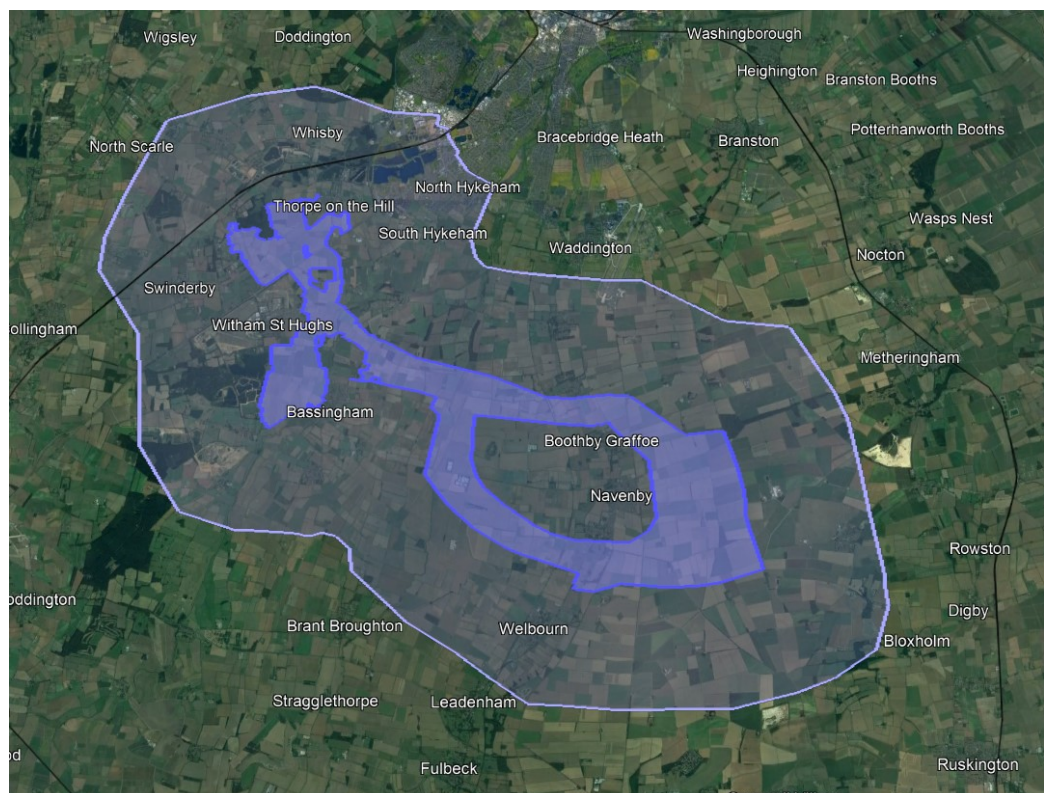 Wigsley
Doddington
Washingborough
Heighington
Branston Booths
North Scarle
Whisby
Bracebridge Heath
Branston
Potterhanworth Booths
North Hykeham
Thorpe on the Hill
South Hykeham
Waddington
Wasps Nest
Nocton
Swinderby
ollingham
Witham St Hughs
Metheringham
Bassingham
Boothby Graffoe
Navenby
Rowston
oddington
Brant Broughton
Welbourn
Digby
Bloxholm
Stragglethorpe
Leadenham
Fulbeck
Ruskington